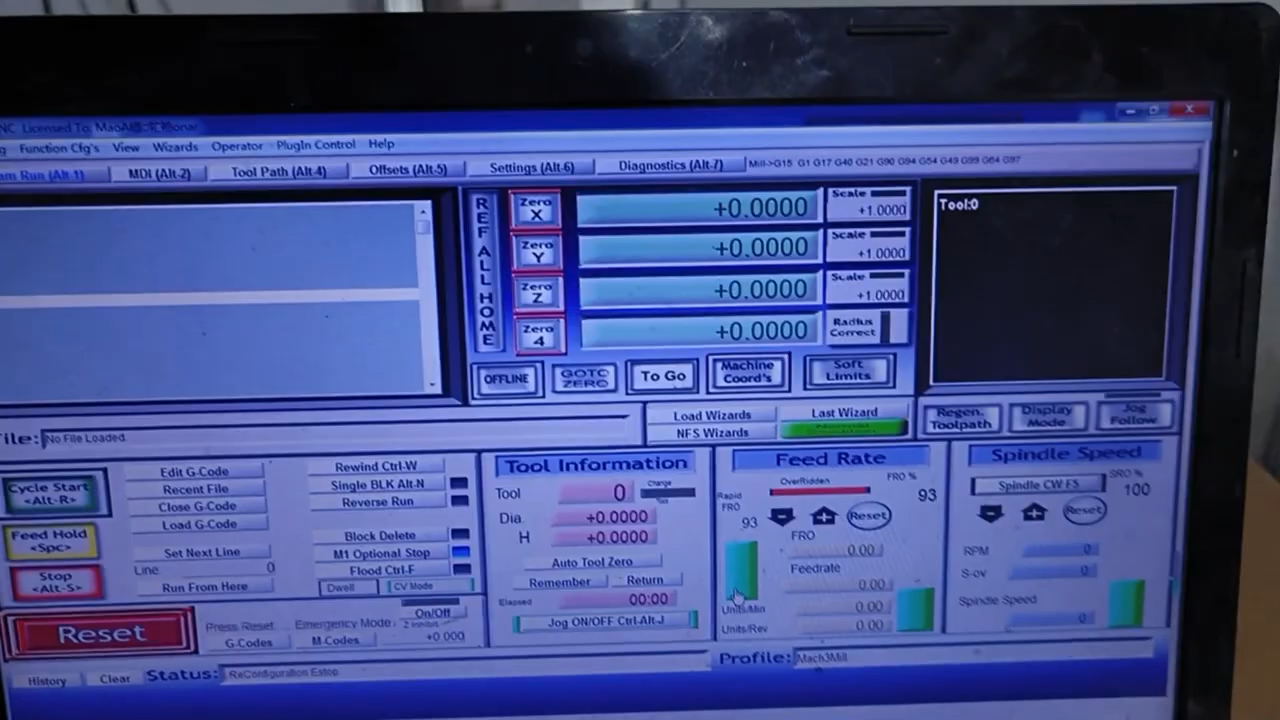 NC Licensed To:
Function Cfg's View Wizards Operator PlugIn Control Help
am Run (Alt-1) MDI (Alt-2) Tool Path (Alt-4) Offsets (Alt-5) Settings (Alt-6) Diagnostics (Alt-7) Mill->G15 G1 G17 G40 G21 G90 G94 G54 G49 G99 G64 G97
REF ALL HOME
Zero X +0.0000 Scale +1.0000
Zero Y +0.0000 Scale +1.0000
Zero Z +0.0000 Scale +1.0000
Zero 4 +0.0000 Radius Correct
OFFLINE GOTO ZERO To Go Machine Coord's Soft Limits
Tool:0
File: No File Loaded.
Load Wizards Last Wizard
NFS Wizards
Regen. Toolpath Display Mode Jog Follow
Cycle Start <Alt-R>
Feed Hold <Spc>
Stop <Alt-S>
Reset
Edit G-Code
Recent File
Close G-Code
Load G-Code
Set Next Line
Line: 0
Run From Here
Rewind Ctrl-W
Single BLK Alt-N
Reverse Run
Block Delete
M1 Optional Stop
Flood Ctrl-F
Dwell CV Mode
On/Off
Z Inhibit
+0.000
Press Reset. Emergency Mode
G-Codes M-Codes
Tool Information
Tool 0 Change Tool
Dia. +0.0000
H +0.0000
Auto Tool Zero
Remember Return
Elapsed 00:00
Jog ON/OFF Ctrl-Alt-J
Feed Rate
OverRidden FRO %
93
Rapid FRO
93
Reset
FRO
0.00
Feedrate
0.00
Units/Min 0.00
Units/Rev 0.00
Spindle Speed
Spindle CW F5 SRO %
100
Reset
RPM 0
S-ov 0
Spindle Speed
0
History Clear Status: ReConfiguration Estop. Profile: Mach3Mill